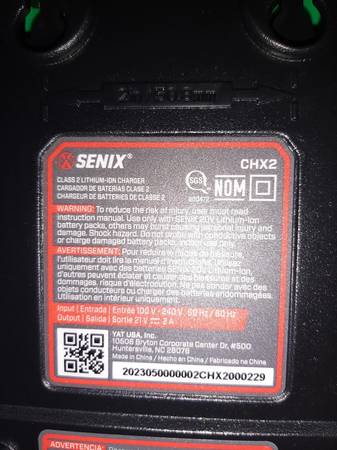 SENIX® CHX2
CLASS 2 LITHIUM-ION CHARGER
CARGADOR DE BATERÍAS CLASE 2
CHARGEUR DE BATTERIES DE CLASSE 2
SGS
NOM
WARNING: To reduce the risk of injury, user must read
instruction manual. Use only with SENIX 20V Lithium-Ion
battery packs, others may burst causing personal injury and
damage. Shock hazard. Do not probe with conductive objects
or charge damaged battery packs, indoor use only.
AVERTISSEMENT: Pour réduire le risque de blessure,
l'utilisateur doit lire le manuel d'instructions. Utiliser
uniquement avec des batteries SENIX 20V Lithium-Ion,
d'autres peuvent éclater et causer des blessures et des
dommages. risque d'électrocution. Ne pas sonder avec des
objets conducteurs ou charger des batteries endommagées.
Utilisation en intérieur uniquement.
Input | Entrada | Entrée 100 V - 240 V, 50 Hz / 60 Hz
Output | Salida | Sortie 21 V 2 A
YAT USA, Inc.
10506 Bryton Corporate Center Dr, #500
Huntersville, NC 28078
Made in China / Hecho en China / Fabriqué en Chine
2023050000002CHX2000229
ADVERTENCIA: